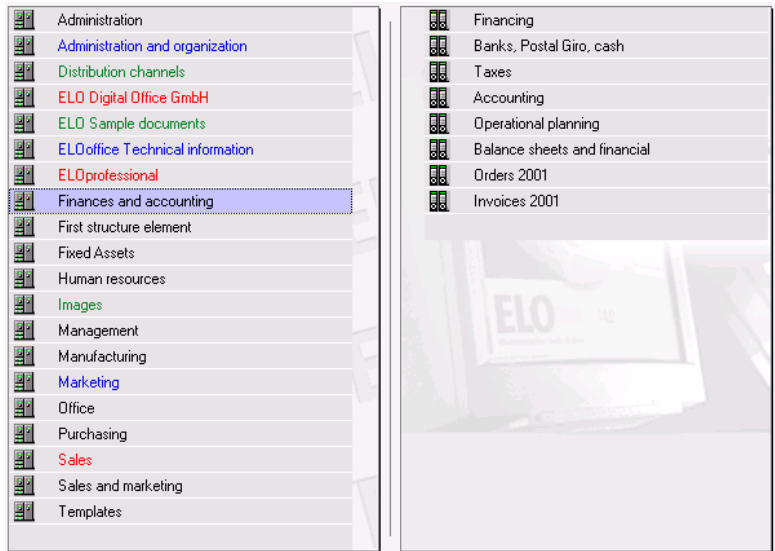 Administration
Administration and organization
Distribution channels
ELO Digital Office GmbH
ELO Sample documents
ELOoffice Technical information
ELOprofessional
Finances and accounting
First structure element
Fixed Assets
Human resources
Images
Management
Manufacturing
Marketing
Office
Purchasing
Sales
Sales and marketing
Templates
Financing
Banks, Postal Giro, cash
Taxes
Accounting
Operational planning
Balance sheets and financial
Orders 2001
Invoices 2001
ELO